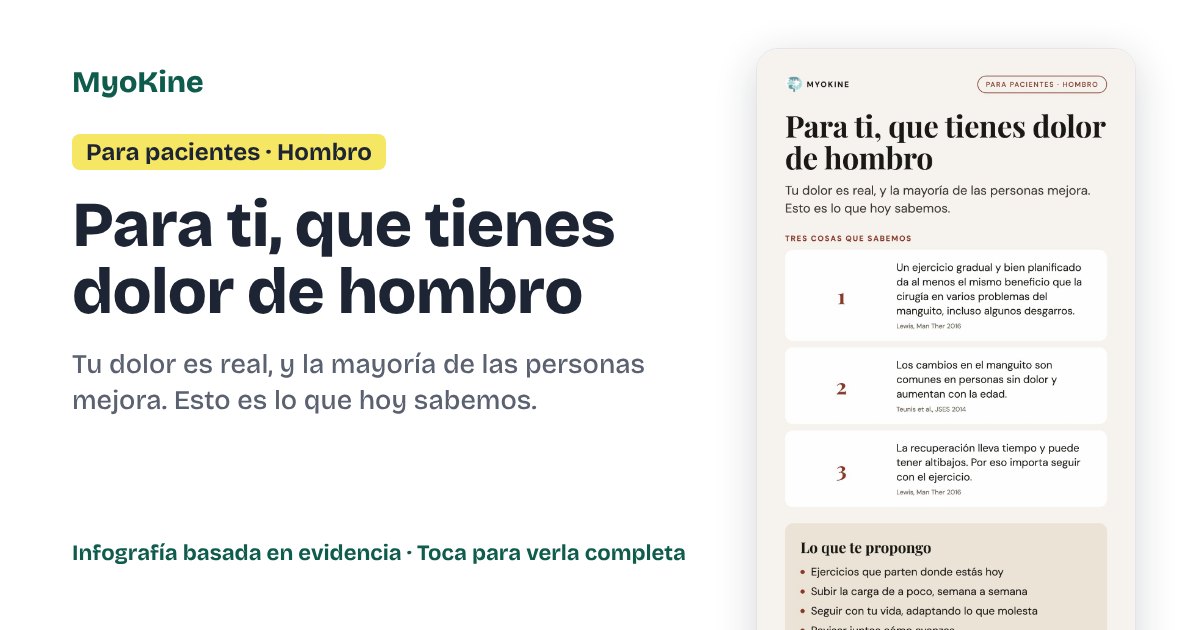 MyoKine
Para pacientes · Hombro
Para ti, que tienes
dolor de hombro
Tu dolor es real, y la mayoría de las personas
mejora. Esto es lo que hoy sabemos.
Infografía basada en evidencia · Toca para verla completa
MYOKINE
PARA PACIENTES · HOMBRO
Para ti, que tienes dolor
de hombro
Tu dolor es real, y la mayoría de las personas mejora.
Esto es lo que hoy sabemos.
TRES COSAS QUE SABEMOS
1
Un ejercicio gradual y bien planificado
da al menos el mismo beneficio que la
cirugía en varios problemas del
manguito, incluso algunos desgarros.
Lewis, Man Ther 2016
2
Los cambios en el manguito son
comunes en personas sin dolor y
aumentan con la edad.
Teunis et al., JSES 2014
3
La recuperación lleva tiempo y puede
tener altibajos. Por eso importa seguir
con el ejercicio.
Lewis, Man Ther 2016
Lo que te propongo
• Ejercicios que parten donde estás hoy
• Subir la carga de a poco, semana a semana
• Seguir con tu vida, adaptando lo que molesta